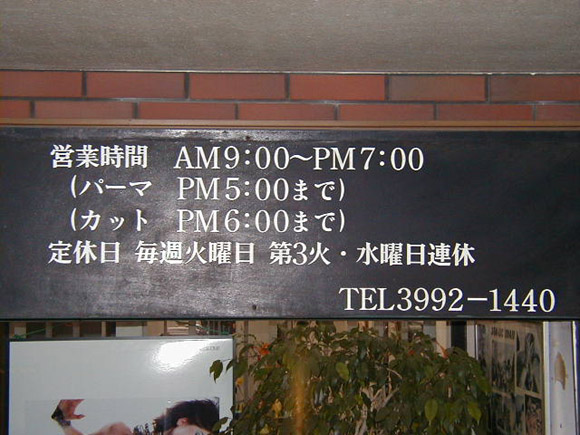 営業時間 AM9:00～PM7:00
(パーマ PM5:00まで)
(カット PM6:00まで)
定休日 毎週火曜日 第3火・水曜日連休
TEL3992-1440